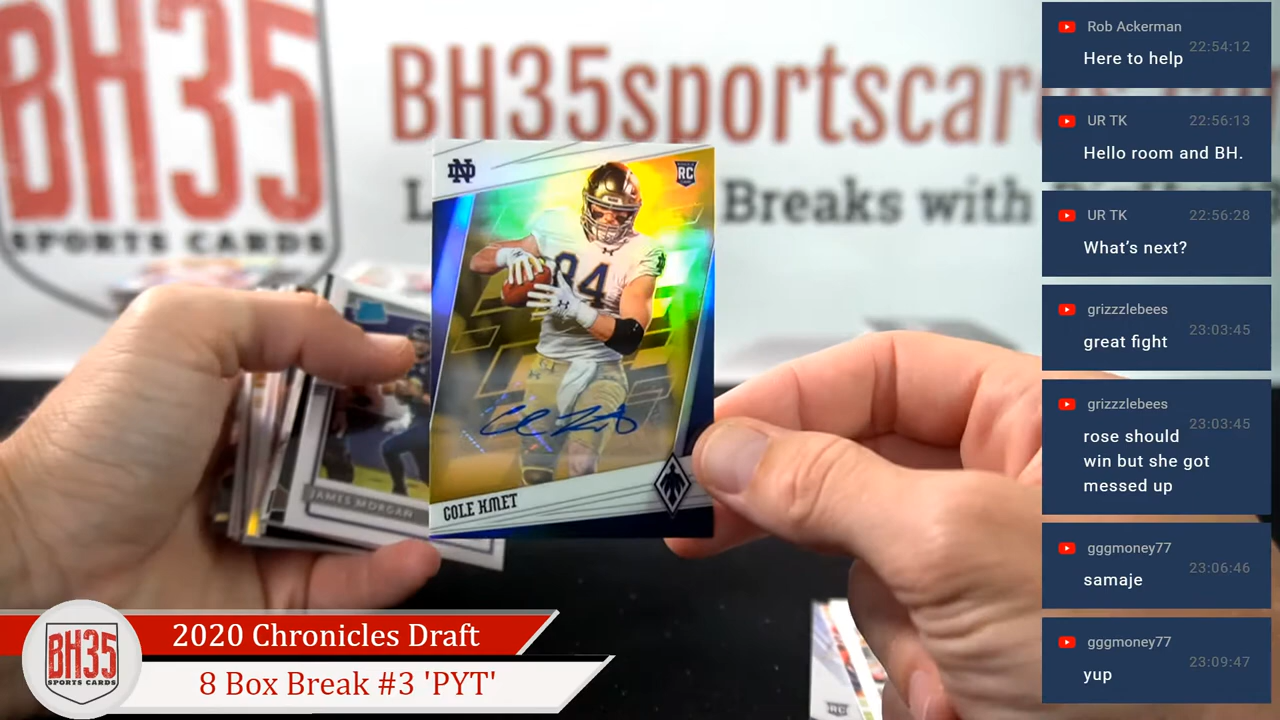 BH35
SPORTS CARDS
BH35sportscar
Breaks with
ND
RC
94
COLE KMET
JAMES MORGAN
RC
BH35
SPORTS CARDS
2020 Chronicles Draft
8 Box Break #3 'PYT'
Rob Ackerman
22:54:12
Here to help
UR TK
22:56:13
Hello room and BH.
UR TK
22:56:28
What's next?
grizzzlebees
23:03:45
great fight
grizzzlebees
23:03:45
rose should
win but she got
messed up
gggmoney77
23:06:46
samaje
gggmoney77
23:09:47
yup